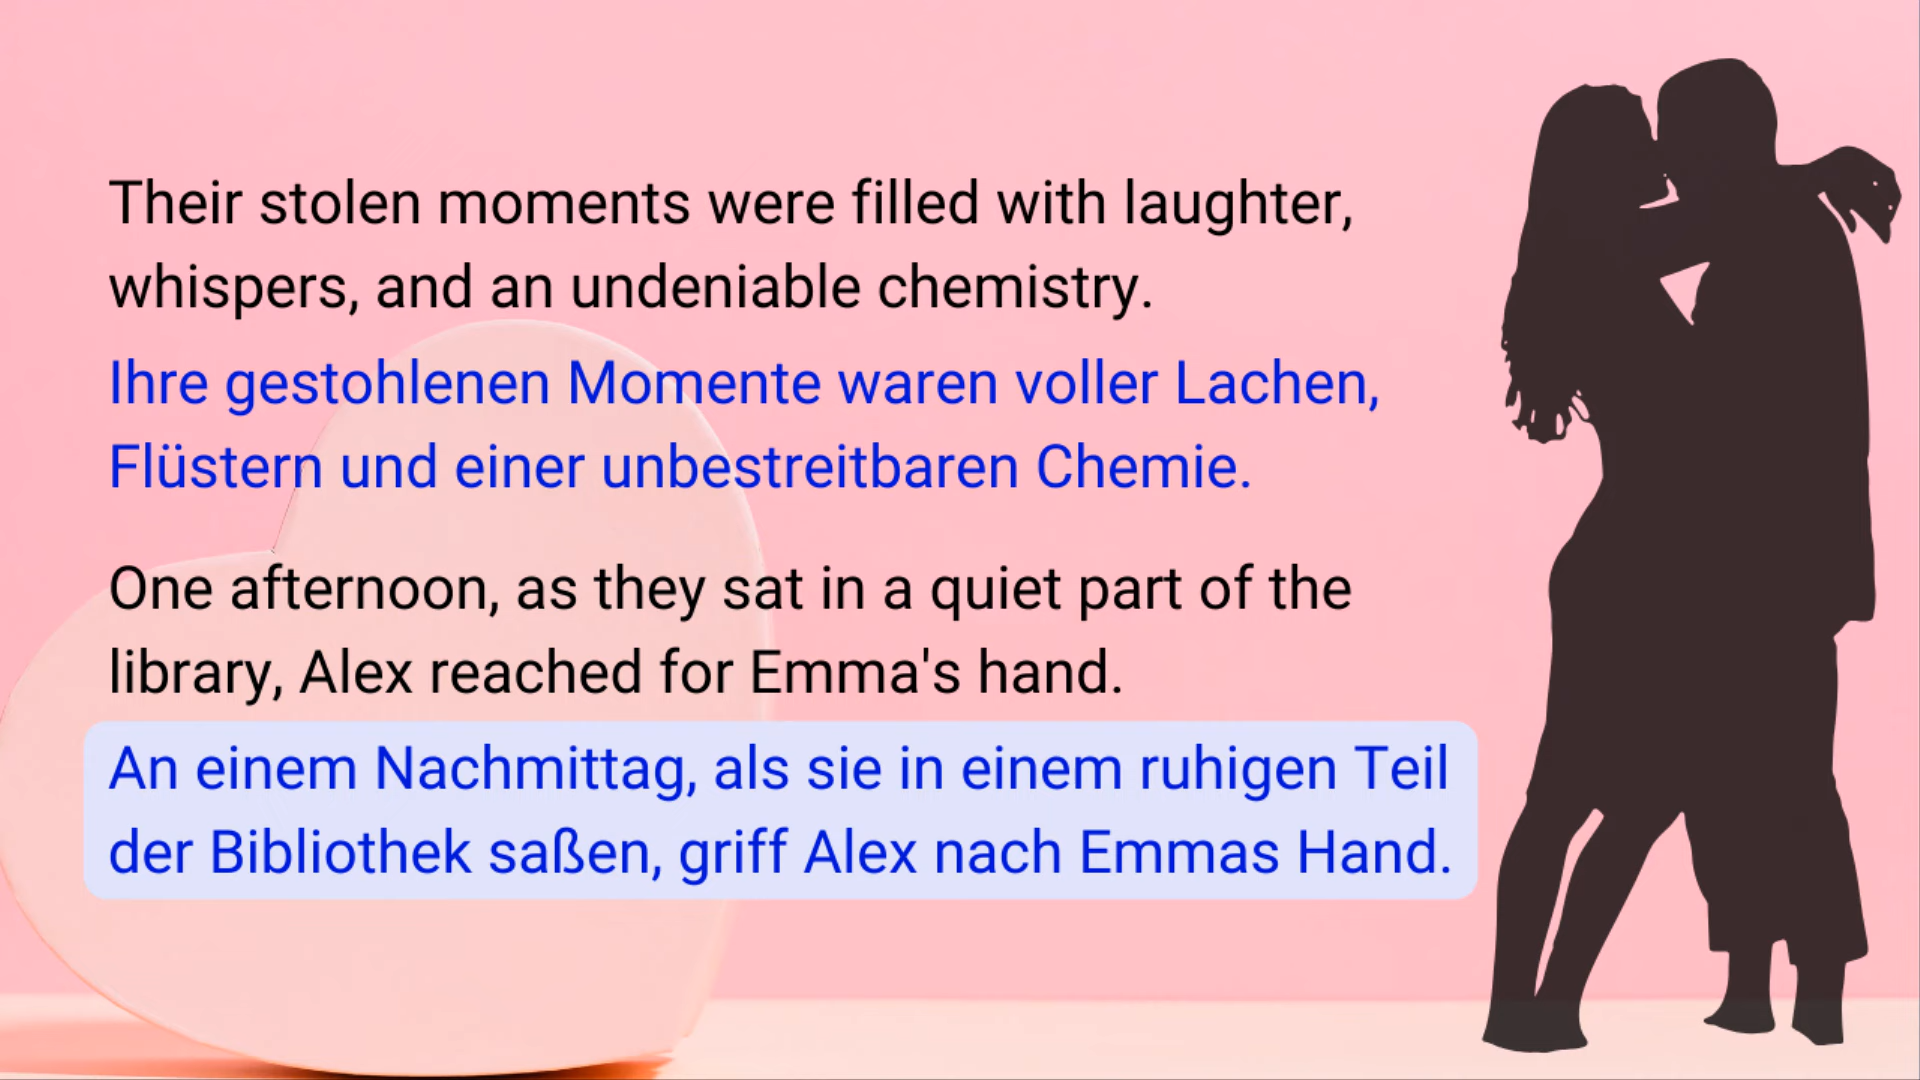 Their stolen moments were filled with laughter,
whispers, and an undeniable chemistry.
Ihre gestohlenen Momente waren voller Lachen,
Flüstern und einer unbestreitbaren Chemie.
One afternoon, as they sat in a quiet part of the
library, Alex reached for Emma's hand.
An einem Nachmittag, als sie in einem ruhigen Teil
der Bibliothek saßen, griff Alex nach Emmas Hand.